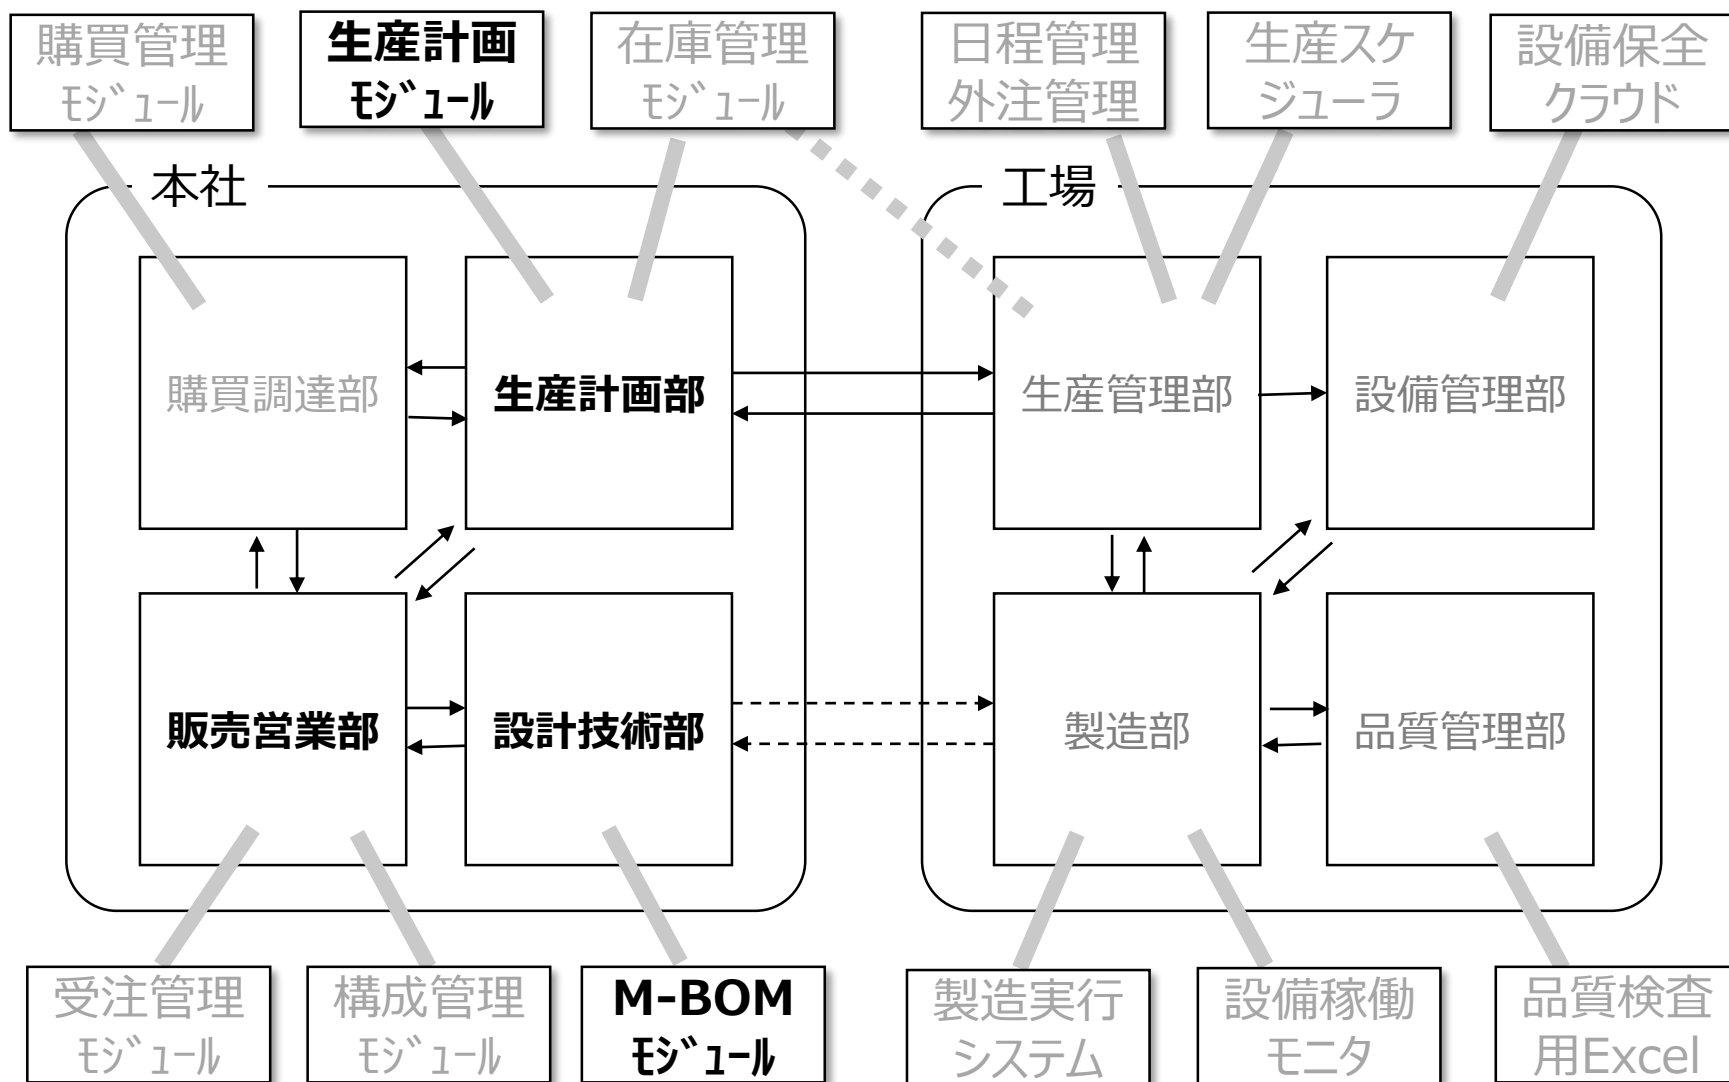 購買管理
ﾓｼﾞｭｰﾙ
生産計画
ﾓｼﾞｭｰﾙ
在庫管理
ﾓｼﾞｭｰﾙ
日程管理
外注管理
生産スケ
ジューラ
設備保全
クラウド
本社
工場
購買調達部
生産計画部
生産管理部
設備管理部
販売営業部
設計技術部
製造部
品質管理部
受注管理
ﾓｼﾞｭｰﾙ
構成管理
ﾓｼﾞｭｰﾙ
M-BOM
ﾓｼﾞｭｰﾙ
製造実行
システム
設備稼働
モニタ
品質検査
用Excel